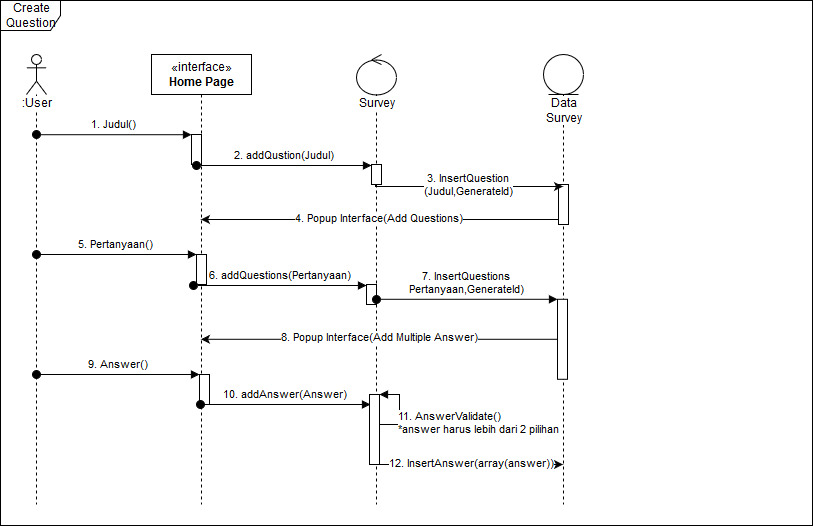 Create
Question
«interface»
Home Page
:User
Survey
Data
Survey
1. Judul()
2. addQustion(Judul)
3. InsertQuestion
(Judul,GenerateId)
4. Popup Interface(Add Questions)
5. Pertanyaan()
6. addQuestions(Pertanyaan)
7. InsertQuestions
Pertanyaan,GenerateId)
8. Popup Interface(Add Multiple Answer)
9. Answer()
10. addAnswer(Answer)
11. AnswerValidate()
*answer harus lebih dari 2 pilihan
12. InsertAnswer(array(answer))